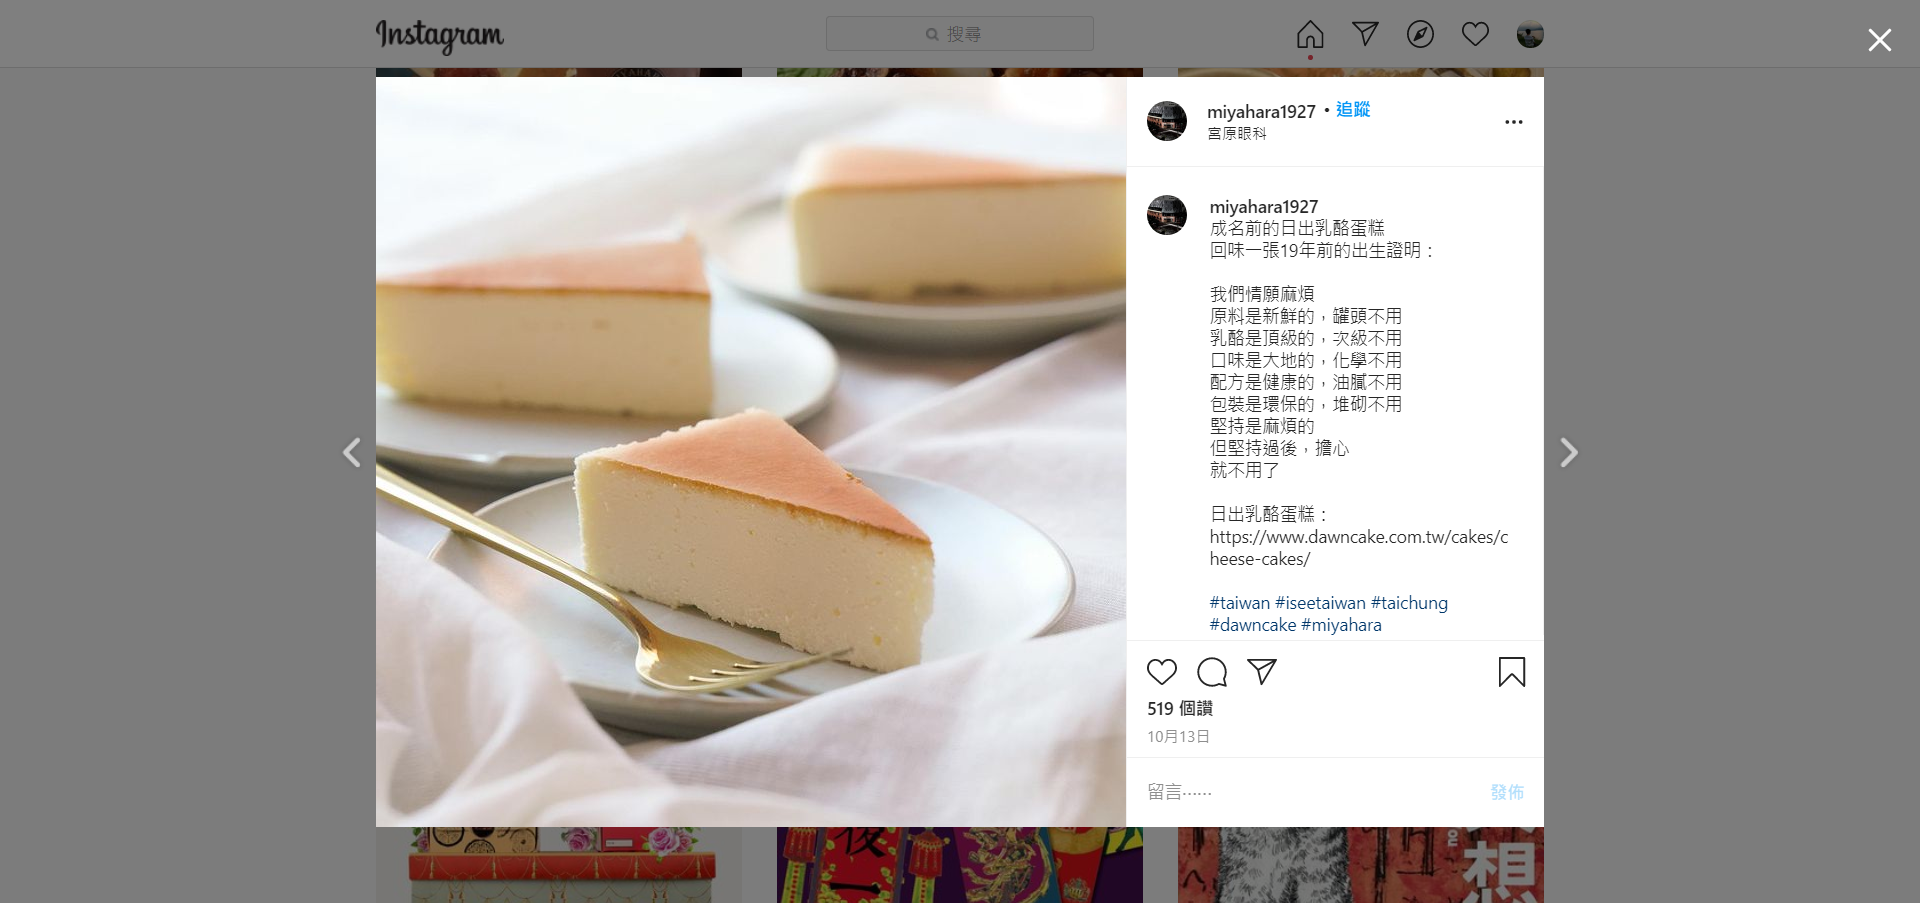 Instagram
搜尋
miyahara1927 • 追蹤
宮原眼科
miyahara1927
成名前的日出乳酪蛋糕
回味一張19年前的出生證明：
我們情願麻煩
原料是新鮮的，罐頭不用
乳酪是頂級的，次級不用
口味是大地的，化學不用
配方是健康的，油膩不用
包裝是環保的，堆砌不用
堅持是麻煩的
但堅持過後，擔心
就不用了
日出乳酪蛋糕：
https://www.dawncake.com.tw/cakes/c
heese-cakes/
#taiwan #iseetaiwan #taichung
#dawncake #miyahara
519 個讚
10月13日
留言⋯⋯
發佈
想